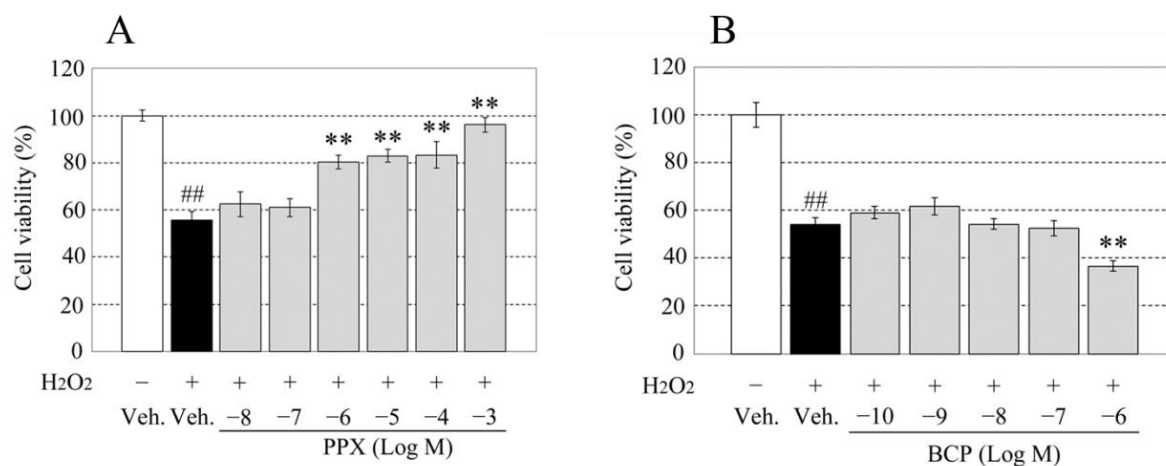 A
Cell viability (%)
120
100
80
60
40
20
0
##
**
**
**
**
H2O2 − + + + + + + +
Veh. Veh. −8 −7 −6 −5 −4 −3
PPX (Log M)
B
Cell viability (%)
120
100
80
60
40
20
0
##
**
H2O2 − + + + + + +
Veh. Veh. −10 −9 −8 −7 −6
BCP (Log M)